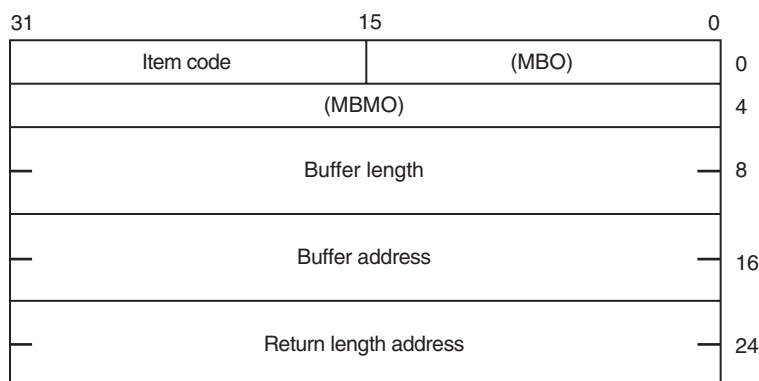 31 15 0
Item code (MBO) 0
(MBMO) 4
Buffer length 8
Buffer address 16
Return length address 24